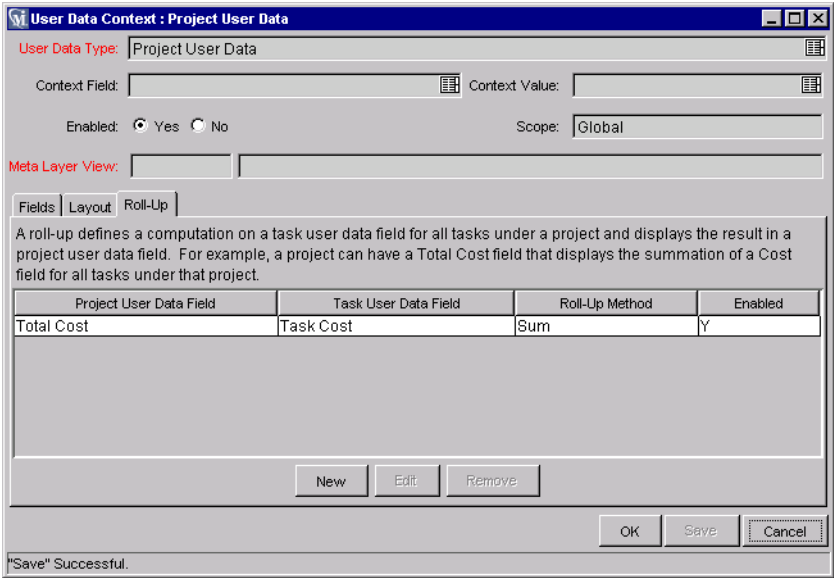 User Data Context : Project User Data
User Data Type: Project User Data
Context Field: Context Value:
Enabled: Yes No Scope: Global
Meta Layer View:
Fields Layout Roll-Up
A roll-up defines a computation on a task user data field for all tasks under a project and displays the result in a
project user data field. For example, a project can have a Total Cost field that displays the summation of a Cost
field for all tasks under that project.
Project User Data Field Task User Data Field Roll-Up Method Enabled
Total Cost Task Cost Sum Y
New Edit Remove
OK Save Cancel
"Save" Successful.